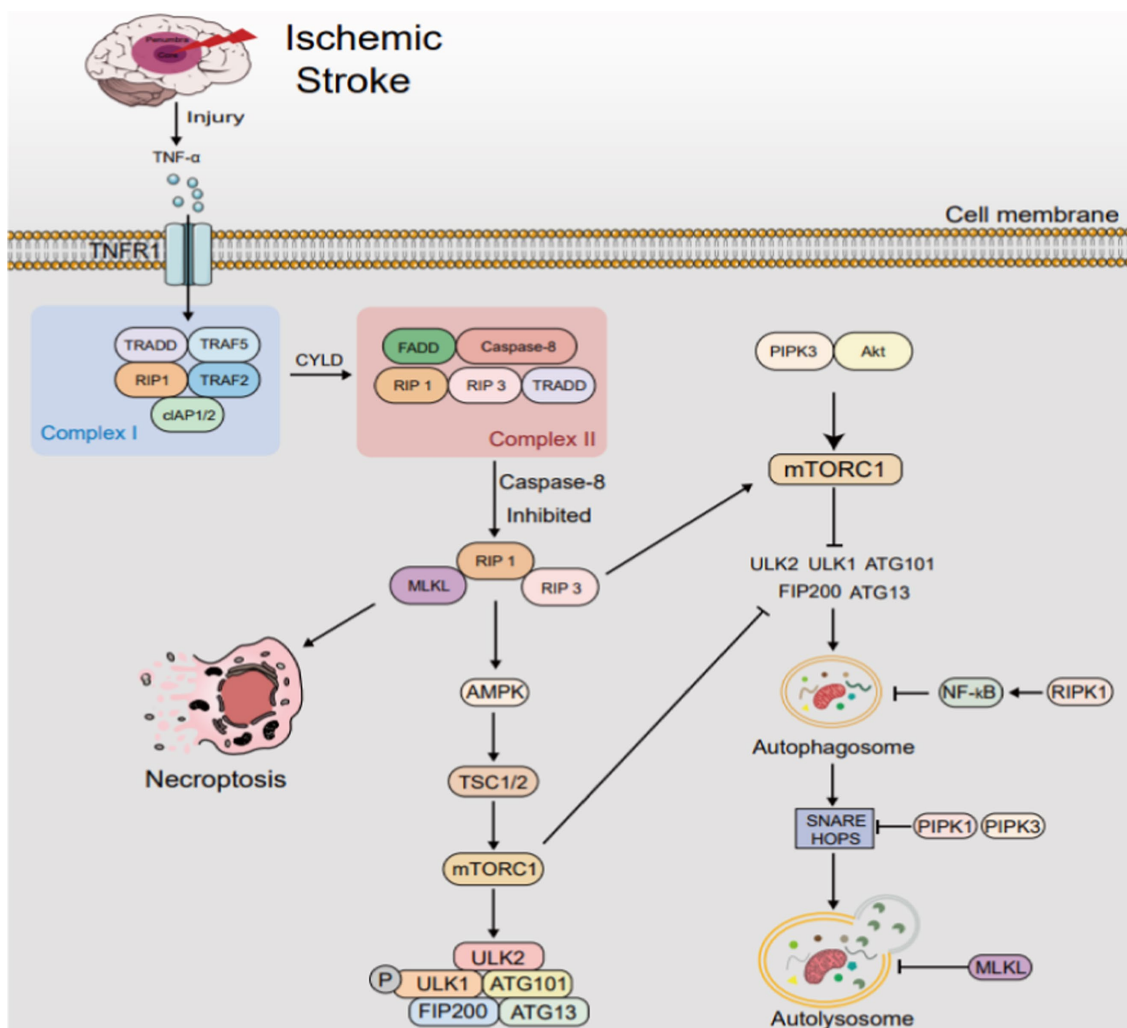 Ischemic
Stroke
Penumbra
Core
Injury
TNF-α
Cell membrane
TNFR1
TRADD TRAF5
RIP1 TRAF2
cIAP1/2
Complex I
CYLD
FADD Caspase-8
RIP 1 RIP 3 TRADD
Complex II
PIPK3 Akt
mTORC1
Caspase-8
Inhibited
RIP 1
MLKL RIP 3
ULK2 ULK1 ATG101
FIP200 ATG13
Necroptosis
AMPK
TSC1/2
mTORC1
ULK2
P ULK1 ATG101
FIP200 ATG13
NF-kB RIPK1
Autophagosome
SNARE
HOPS
PIPK1 PIPK3
MLKL
Autolysosome